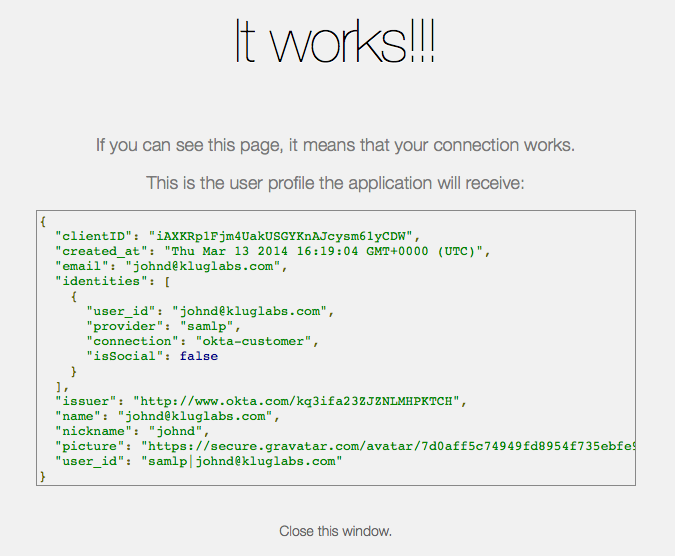 It works!!!
If you can see this page, it means that your connection works.
This is the user profile the application will receive:
{
"clientID": "iAXKRp1Fjm4UakUSGYKnAJcysm61yCDW",
"created_at": "Thu Mar 13 2014 16:19:04 GMT+0000 (UTC)",
"email": "johnd@kluglabs.com",
"identities": [
{
"user_id": "johnd@kluglabs.com",
"provider": "samlp",
"connection": "okta-customer",
"isSocial": false
}
],
"issuer": "http://www.okta.com/kq3ifa23ZJZNLMHPKTCH",
"name": "johnd@kluglabs.com",
"nickname": "johnd",
"picture": "https://secure.gravatar.com/avatar/7d0aff5c74949fd8954f735ebfe9
"user_id": "samlp|johnd@kluglabs.com"
}
Close this window.